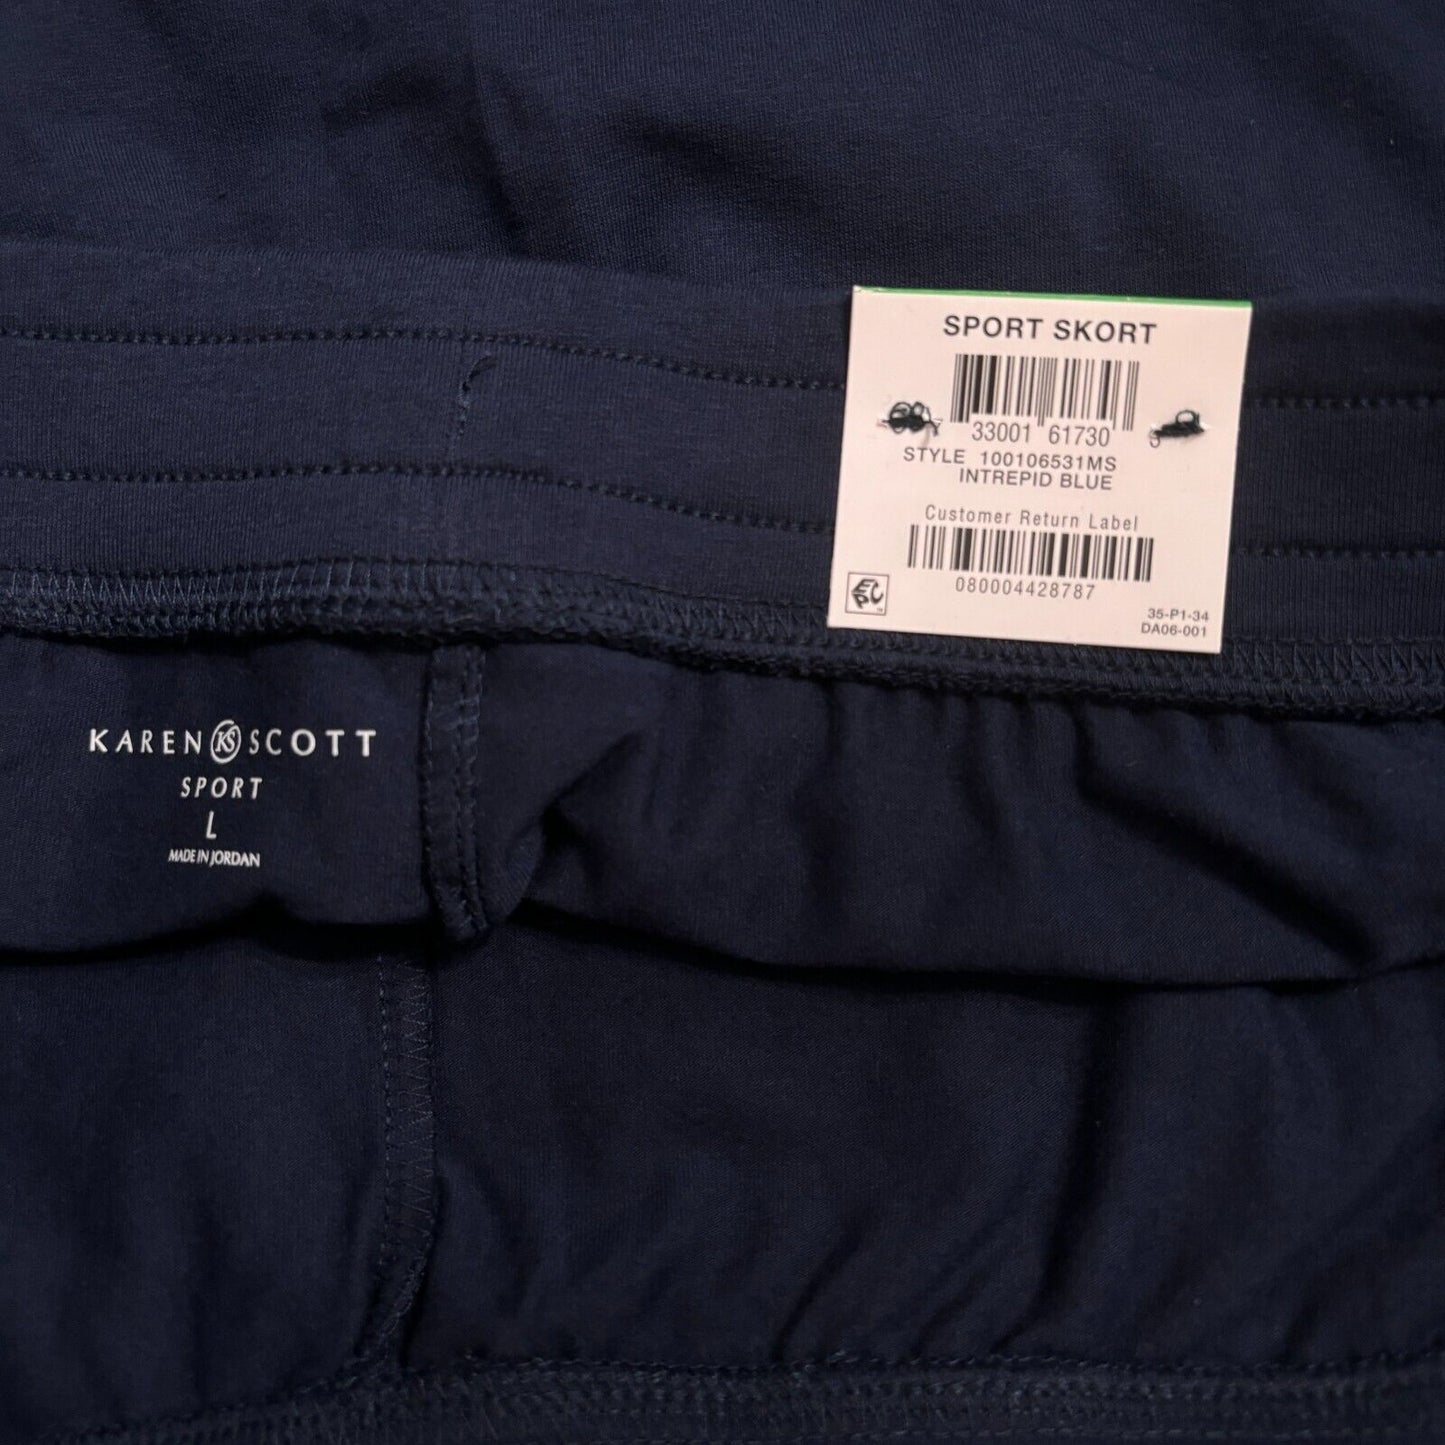 SPORT SKORT
33001 61730
STYLE 100106531MS
INTREPID BLUE
Customer Return Label
080004428787
EPC
35-P1-34
DA06-001
KAREN KS SCOTT
SPORT
L
MADE IN JORDAN